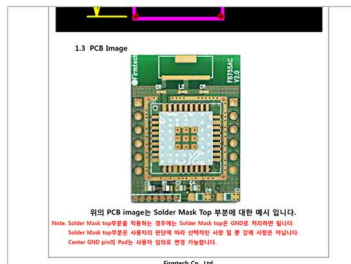 1.3 PCB Image
Firmtech
FB755AC
V2.0
위의 PCB image는 Solder Mask Top 부분에 대한 예시 입니다.
Note. Solder Mask top부분을 적용하는 경우에는 Solder Mask top은 GND로 처리하면 됩니다.
Solder Mask top부분은 사용자의 판단에 따라 선택적인 사항 일 뿐 강제 사항은 아닙니다.
Center GND pin의 Pad는 사용자 임의로 변경 가능합니다.
Firmtech Co., Ltd.